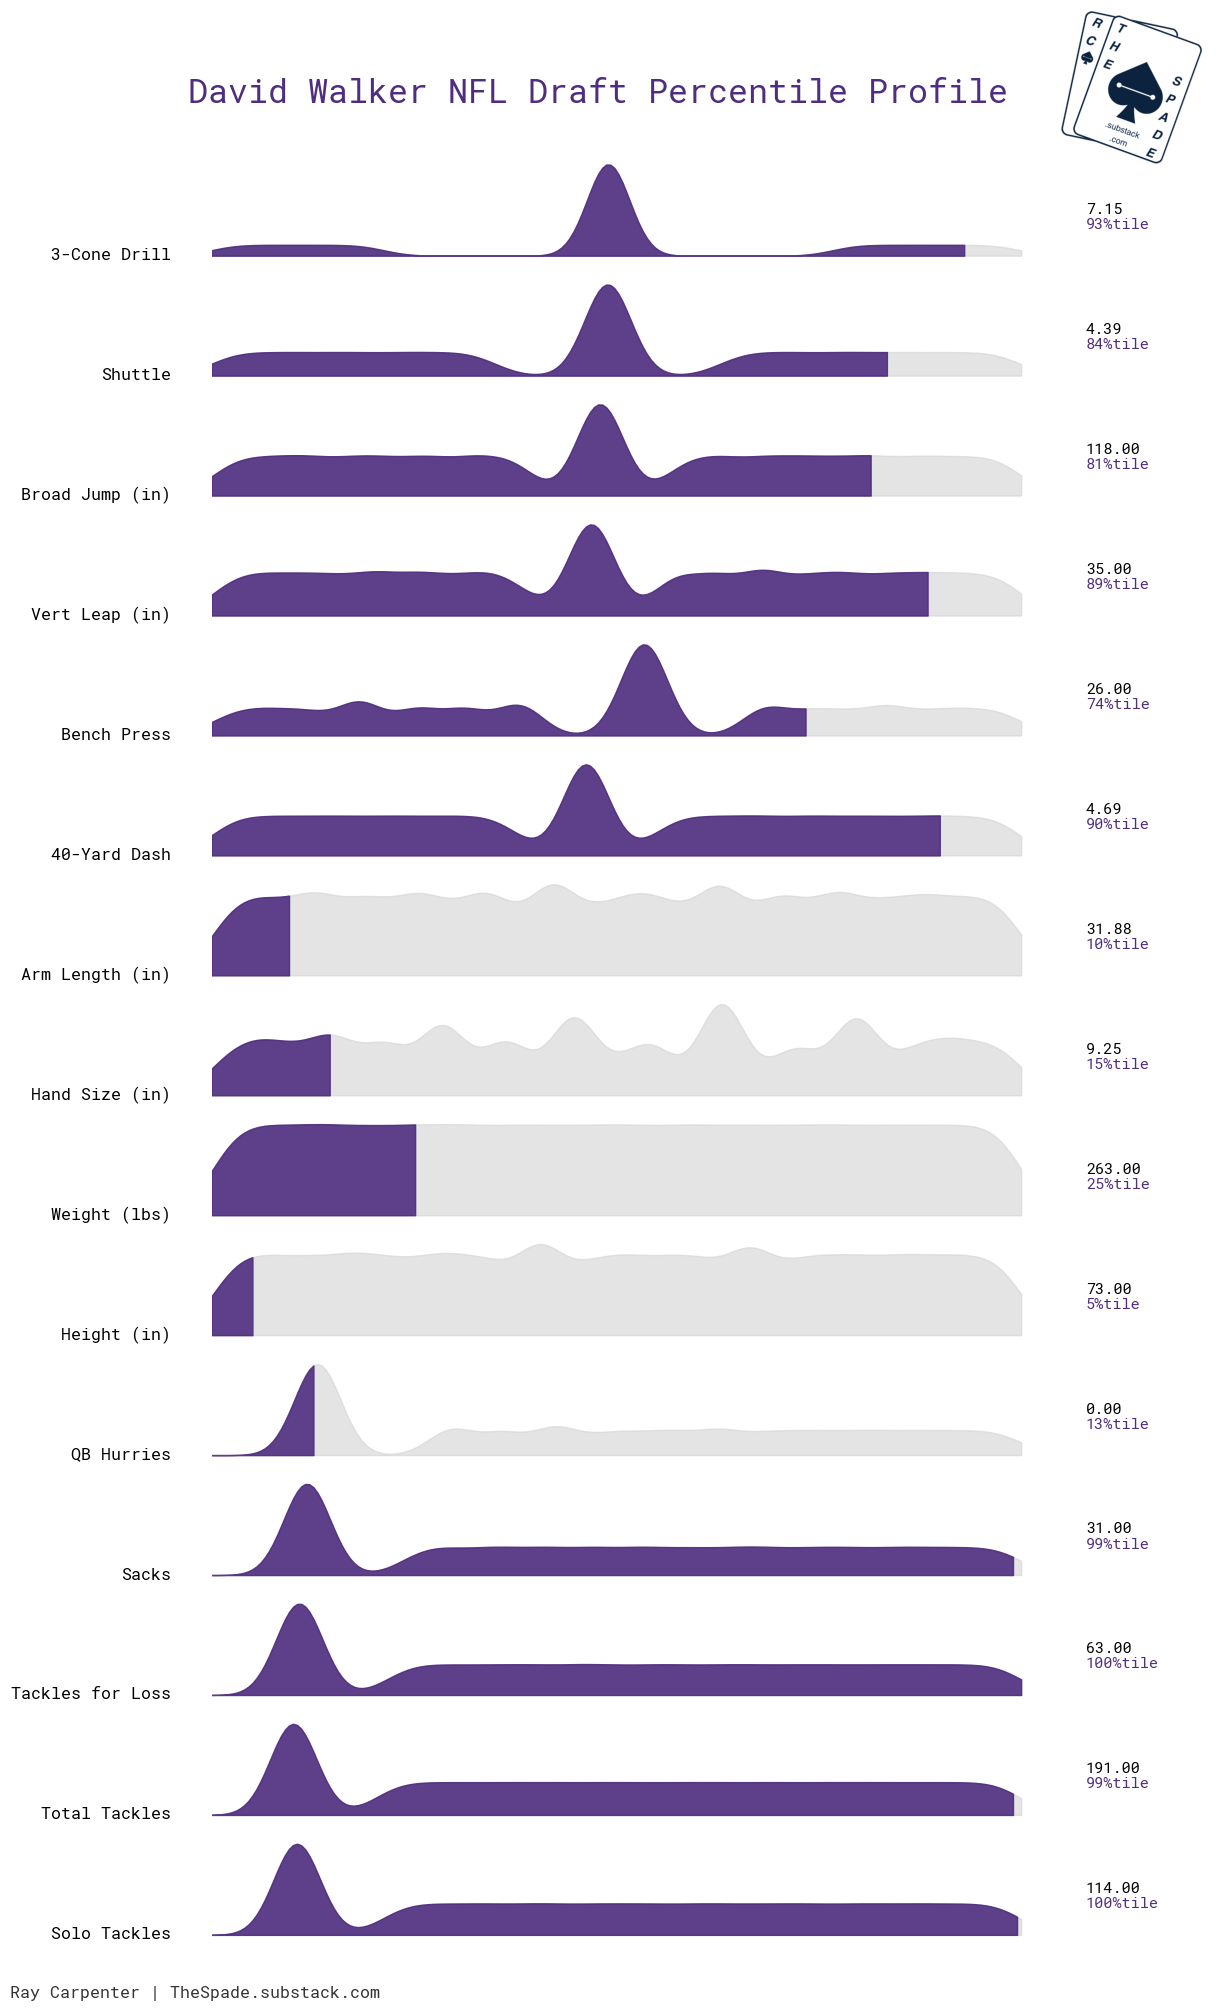 R
C
T
H
E
S
P
A
D
E
.substack
.com
David Walker NFL Draft Percentile Profile
3-Cone Drill
7.15
93%tile
Shuttle
4.39
84%tile
Broad Jump (in)
118.00
81%tile
Vert Leap (in)
35.00
89%tile
Bench Press
26.00
74%tile
40-Yard Dash
4.69
90%tile
Arm Length (in)
31.88
10%tile
Hand Size (in)
9.25
15%tile
Weight (lbs)
263.00
25%tile
Height (in)
73.00
5%tile
QB Hurries
0.00
13%tile
Sacks
31.00
99%tile
Tackles for Loss
63.00
100%tile
Total Tackles
191.00
99%tile
Solo Tackles
114.00
100%tile
Ray Carpenter | TheSpade.substack.com